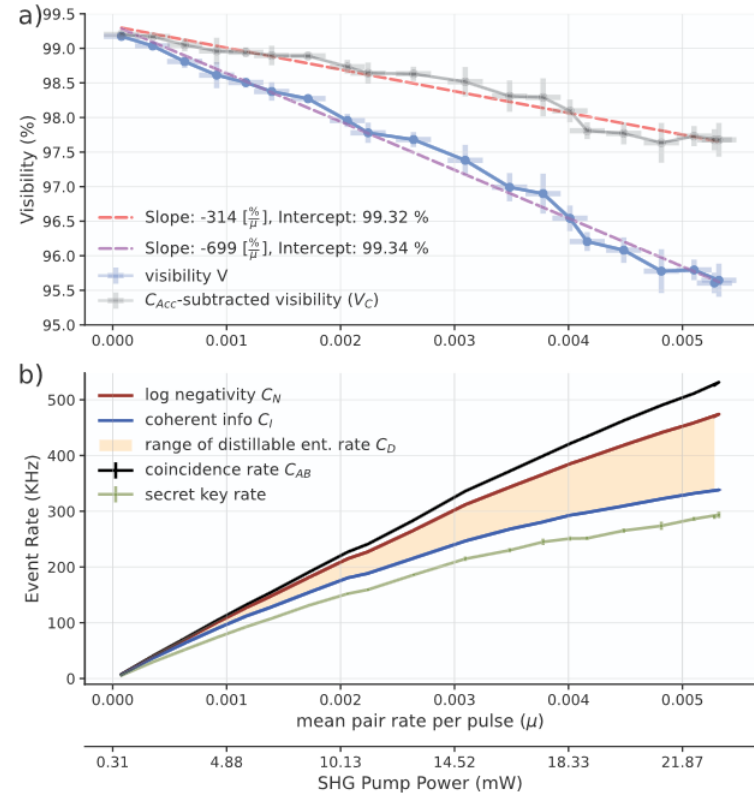 a)
99.5
99.0
98.5
98.0
97.5
97.0
96.5
96.0
95.5
95.0
Visibility (%)
Slope: -314 [%/μ], Intercept: 99.32 %
Slope: -699 [%/μ], Intercept: 99.34 %
visibility V
C_Acc-subtracted visibility (V_C)
0.000 0.001 0.002 0.003 0.004 0.005
b)
500
400
300
200
100
0
Event Rate (KHz)
log negativity C_N
coherent info C_I
range of distillable ent. rate C_D
coincidence rate C_AB
secret key rate
0.000 0.001 0.002 0.003 0.004 0.005
mean pair rate per pulse (μ)
0.31 4.88 10.13 14.52 18.33 21.87
SHG Pump Power (mW)